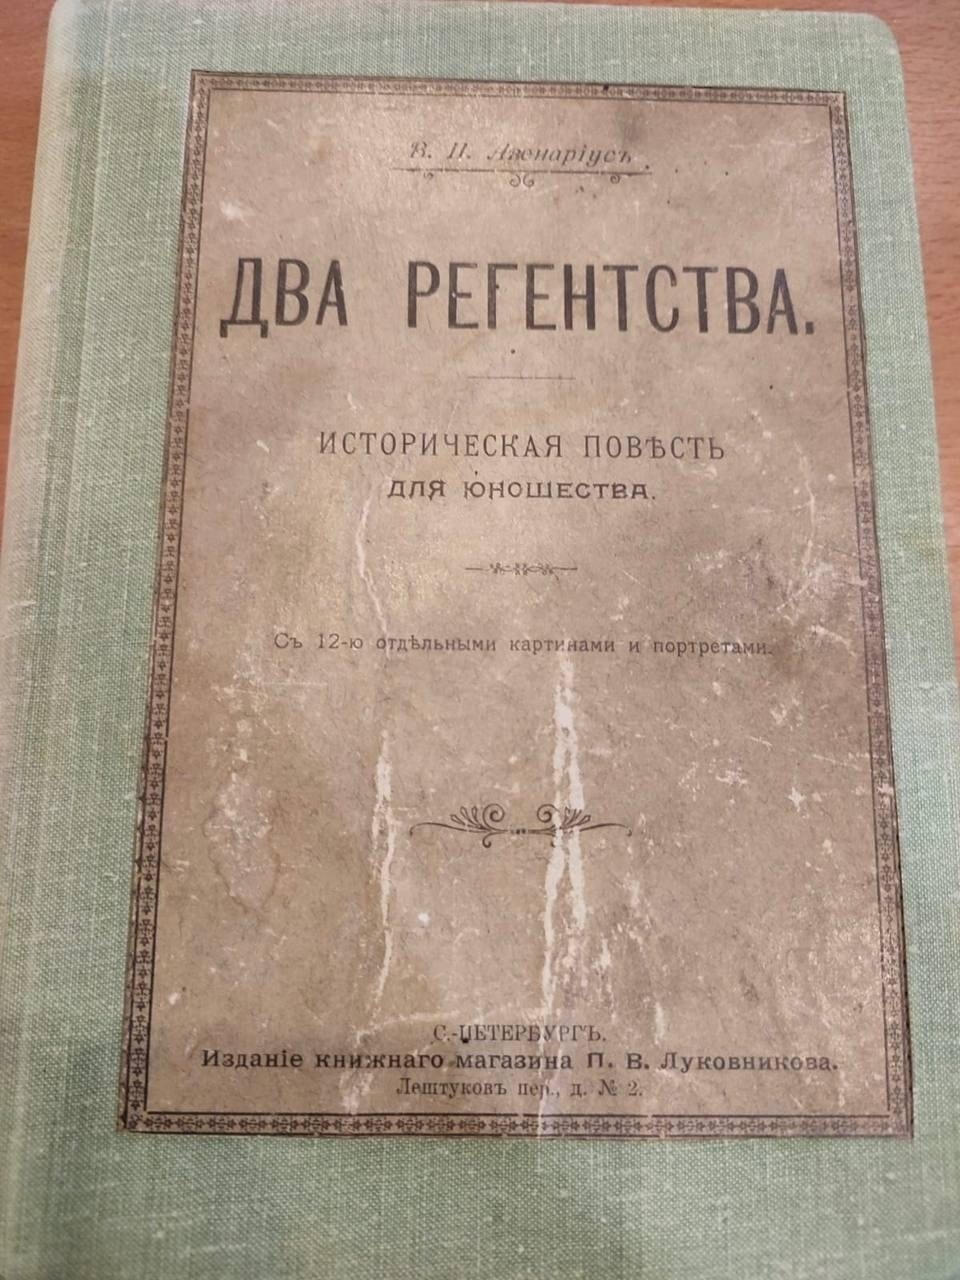 В. П. Авенаріусъ.
ДВА РЕГЕНТСТВА.
ИСТОРИЧЕСКАЯ ПОВѢСТЬ
ДЛЯ ЮНОШЕСТВА.
Съ 12-ю отдѣльными картинами и портретами.
С.-ПЕТЕРБУРГЪ.
Изданіе книжнаго магазина П. В. Луковникова.
Лештуковъ пер., д. № 2.